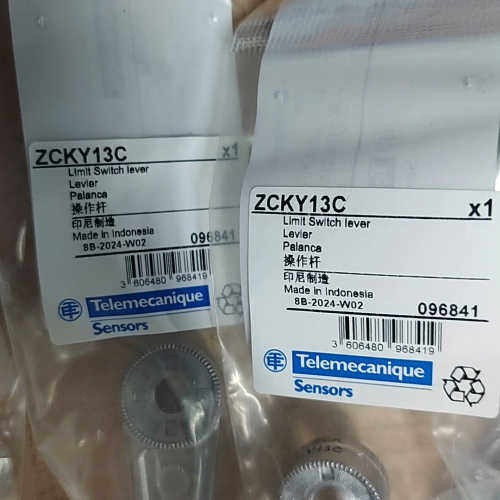 ZCKY13C x1
Limit Switch lever
Levier
Palanca
操作杆
印尼制造
Made in Indonesia
8B-2024-W02 096841
3 606480 968419
Telemecanique
Sensors
ZCKY13C x1
Limit Switch lever
Levier
Palanca
操作杆
印尼制造
Made in Indonesia
8B-2024-W02 096841
3 606480 968419
Telemecanique
Sensors
Y13C